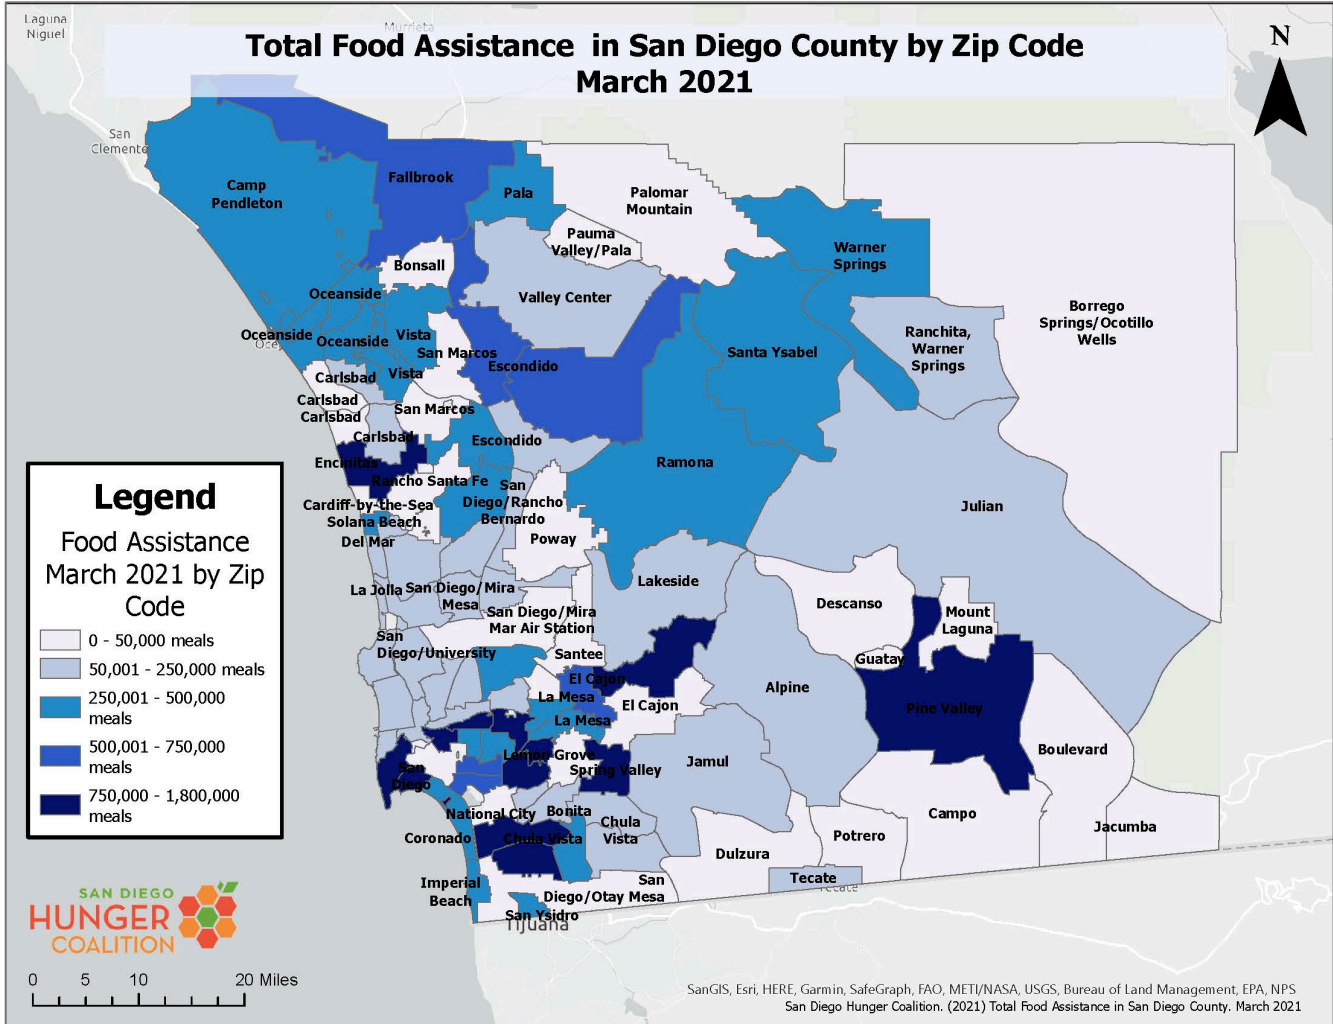 Laguna
Niguel
Murrieta
Total Food Assistance in San Diego County by Zip Code
March 2021
N
San
Clemente
Camp
Pendleton
Fallbrook
Pala
Palomar
Mountain
Pauma
Valley/Pala
Warner
Springs
Bonsall
Oceanside
Valley Center
Borrego
Springs/Ocotillo
Wells
Oceanside
Oceanside
Vista
San Marcos
Escondido
Santa Ysabel
Ranchita,
Warner
Springs
Carlsbad
Vista
Carlsbad
Carlsbad
San Marcos
Carlsbad
Escondido
Encinitas
Rancho Santa Fe
Ramona
Cardiff-by-the-Sea
San
Diego/Rancho
Bernardo
Solana Beach
Del Mar
Poway
Julian
La Jolla
San Diego/Mira
Mesa
Lakeside
San Diego/Mira
Mar Air Station
Descanso
Mount
Laguna
San
Diego/University
Santee
Guatay
El Cajon
La Mesa
El Cajon
Alpine
Pine Valley
La Mesa
Lemon Grove
Spring Valley
Jamul
Boulevard
San
Diego
National City
Bonita
Chula
Vista
Campo
Coronado
Chula Vista
Potrero
Jacumba
Dulzura
Imperial
Beach
San
Diego/Otay Mesa
Tecate
Tecate
San Ysidro
Tijuana
Legend
Food Assistance
March 2021 by Zip
Code
0 - 50,000 meals
50,001 - 250,000 meals
250,001 - 500,000
meals
500,001 - 750,000
meals
750,000 - 1,800,000
meals
SAN DIEGO
HUNGER
COALITION
0 5 10 20 Miles
SanGIS, Esri, HERE, Garmin, SafeGraph, FAO, METI/NASA, USGS, Bureau of Land Management, EPA, NPS
San Diego Hunger Coalition. (2021) Total Food Assistance in San Diego County. March 2021